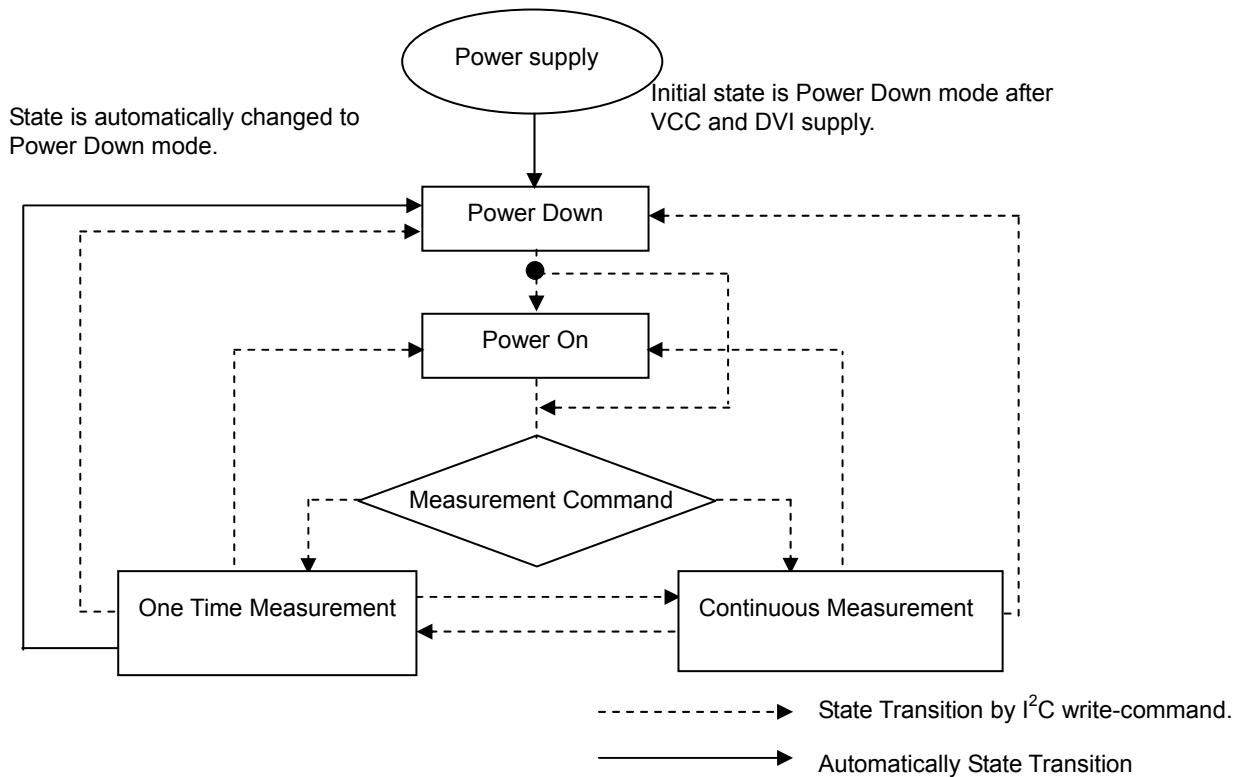 Power supply
Initial state is Power Down mode after
VCC and DVI supply.
State is automatically changed to
Power Down mode.
Power Down
Power On
Measurement Command
One Time Measurement
Continuous Measurement
State Transition by I²C write-command.
Automatically State Transition